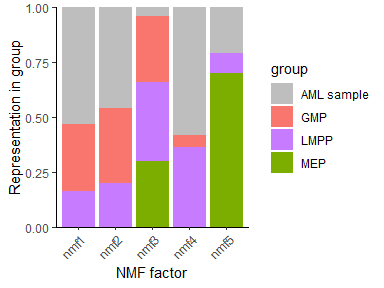 Representation in group
1.00
0.75
0.50
0.25
0.00
nmf1
nmf2
nmf3
nmf4
nmf5
NMF factor
group
AML sample
GMP
LMPP
MEP